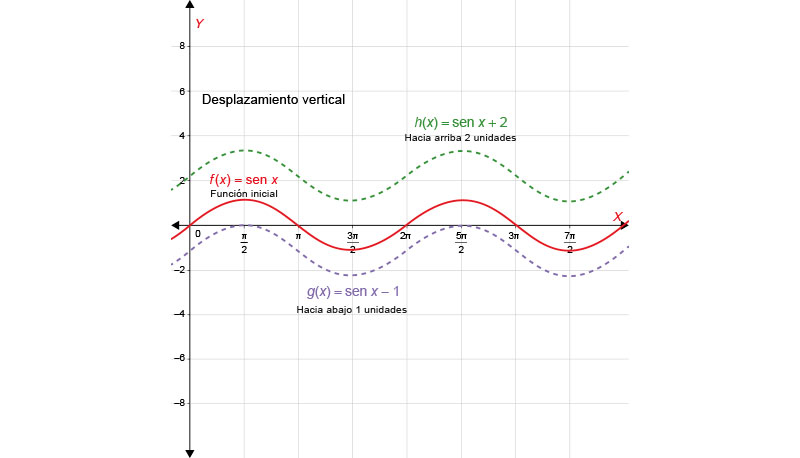 Y
8
6
Desplazamiento vertical
h(x) = sen x + 2
4
Hacia arriba 2 unidades
2
f(x) = sen x
Función inicial
X
0
π/2
π
3π/2
2π
5π/2
3π
7π/2
–2
g(x) = sen x – 1
Hacia abajo 1 unidades
–4
–6
–8